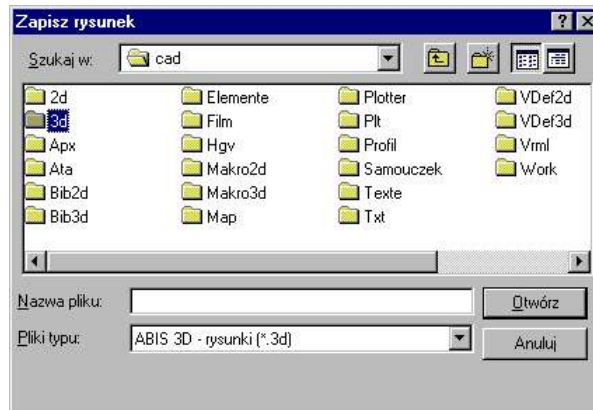 Zapisz rysunek
Szukaj w: cad
2d Elemente Plotter VDef2d
3d Film Plt VDef3d
Apx Hgv Profil Vrml
Ata Makro2d Samouczek Work
Bib2d Makro3d Texte
Bib3d Map Txt
Nazwa pliku: Otwórz
Pliki typu: ABIS 3D - rysunki (*.3d) Anuluj